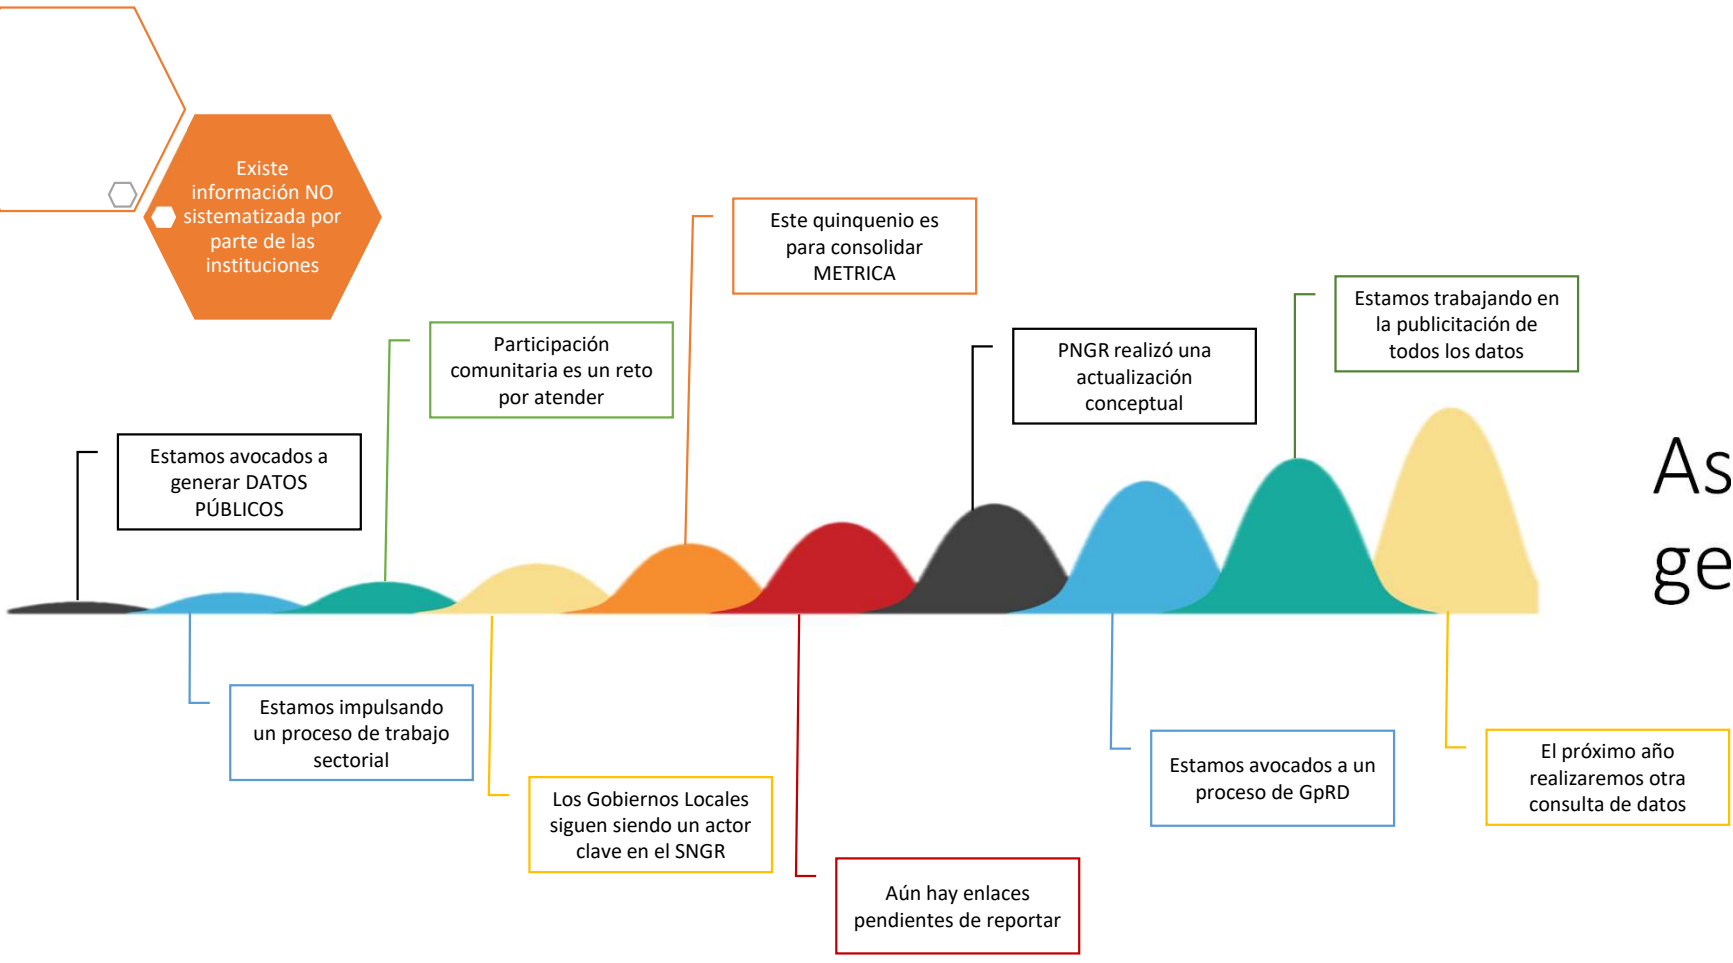 Existe
información NO
sistematizada por
parte de las
instituciones
Este quinquenio es
para consolidar
METRICA
Estamos trabajando en
la publicitación de
todos los datos
Participación
comunitaria es un reto
por atender
PNGR realizó una
actualización
conceptual
Estamos avocados a
generar DATOS
PÚBLICOS
As
ge
Estamos impulsando
un proceso de trabajo
sectorial
Los Gobiernos Locales
siguen siendo un actor
clave en el SNGR
Aún hay enlaces
pendientes de reportar
Estamos avocados a un
proceso de GpRD
El próximo año
realizaremos otra
consulta de datos